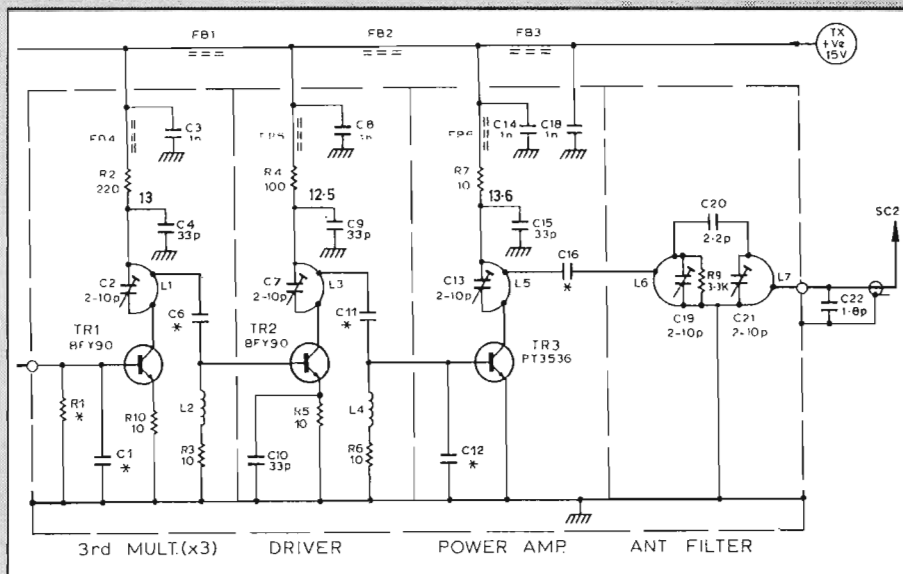 FB1
FB2
FB3
TX
+Ve
15V
C3
1n
C8
1n
C14
1n
C18
1n
R2
220
13
R4
100
12·5
R7
10
13·6
C4
33p
C9
33p
C15
33p
C20
2·2p
SC2
C2
2-10p
L1
C7
2-10p
L3
C13
2-10p
L5
C16
*
L6
R9
3·3K
L7
C19
2-10p
C21
2-10p
C22
1·8p
C6
*
C11
*
TR1
BFY90
TR2
BFY90
TR3
PT3536
R1
*
C1
*
R10
10
L2
R3
10
C10
33p
R5
10
L4
R6
10
C12
*
3rd MULT.(x3)
DRIVER
POWER AMP.
ANT FILTER